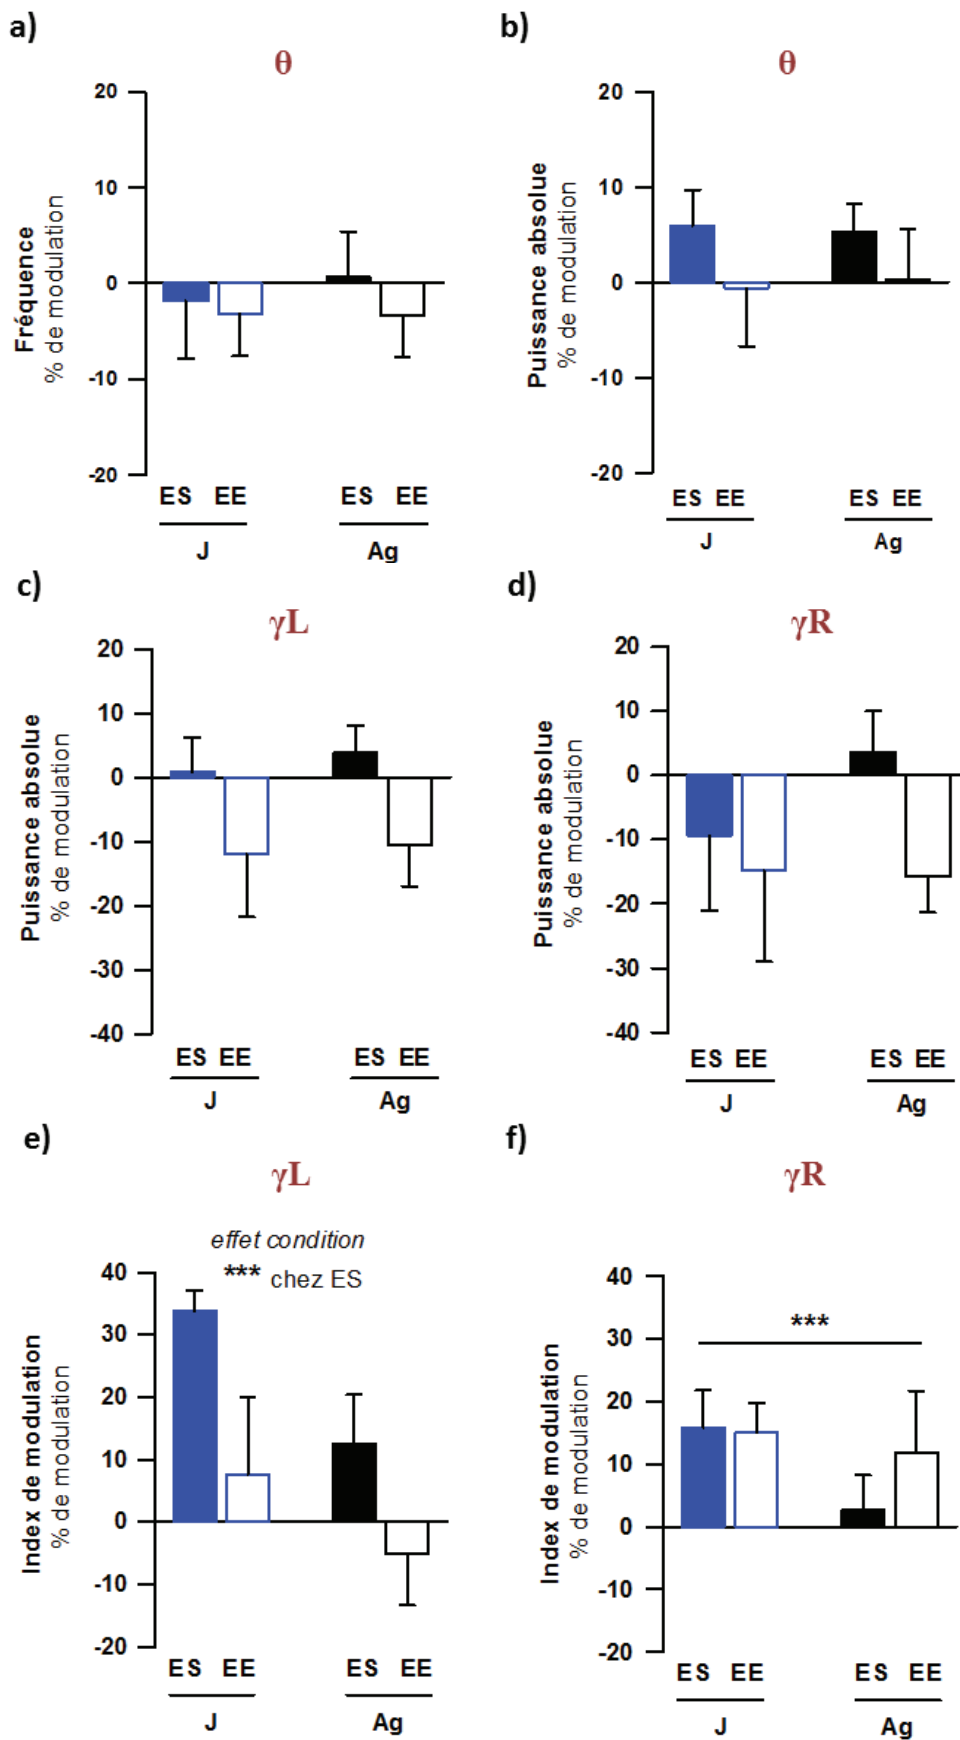 a)
θ
Fréquence
% de modulation
20
10
0
-10
-20
ES EE
ES EE
J
Ag
b)
θ
Puissance absolue
% de modulation
20
10
0
-10
-20
ES EE
ES EE
J
Ag
c)
γL
Puissance absolue
% de modulation
20
10
0
-10
-20
-30
-40
ES EE
ES EE
J
Ag
d)
γR
Puissance absolue
% de modulation
20
10
0
-10
-20
-30
-40
ES EE
ES EE
J
Ag
e)
γL
effet condition
*** chez ES
Index de modulation
% de modulation
40
30
20
10
0
-10
-20
ES EE
ES EE
J
Ag
f)
γR
***
Index de modulation
% de modulation
40
30
20
10
0
-10
-20
ES EE
ES EE
J
Ag